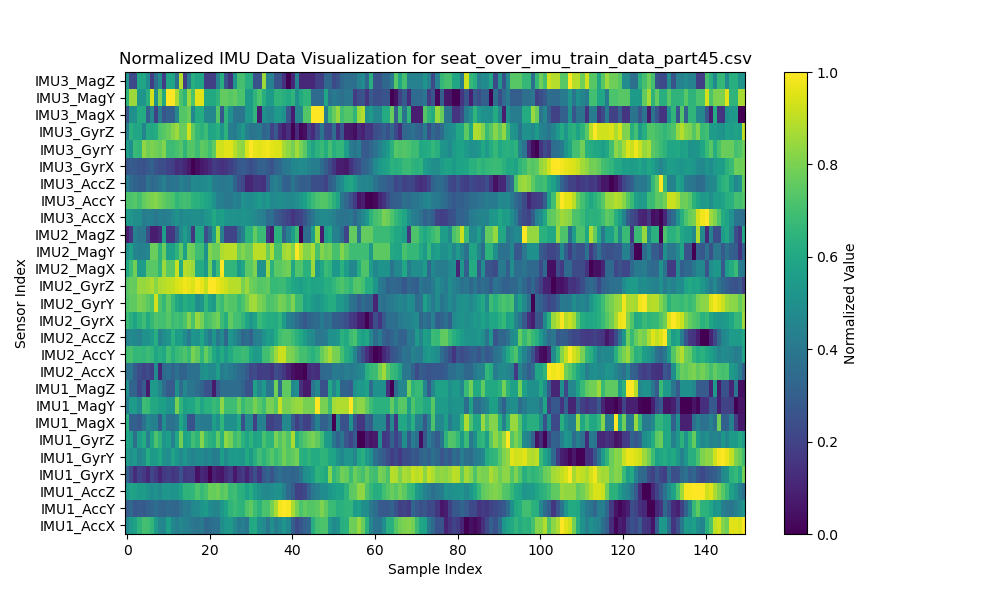 Normalized IMU Data Visualization for seat_over_imu_train_data_part45.csv
IMU3_MagZ
IMU3_MagY
IMU3_MagX
IMU3_GyrZ
IMU3_GyrY
IMU3_GyrX
IMU3_AccZ
IMU3_AccY
IMU3_AccX
IMU2_MagZ
IMU2_MagY
IMU2_MagX
IMU2_GyrZ
IMU2_GyrY
IMU2_GyrX
IMU2_AccZ
IMU2_AccY
IMU2_AccX
IMU1_MagZ
IMU1_MagY
IMU1_MagX
IMU1_GyrZ
IMU1_GyrY
IMU1_GyrX
IMU1_AccZ
IMU1_AccY
IMU1_AccX
Sensor Index
0 20 40 60 80 100 120 140
Sample Index
1.0
0.8
0.6
0.4
0.2
0.0
Normalized Value